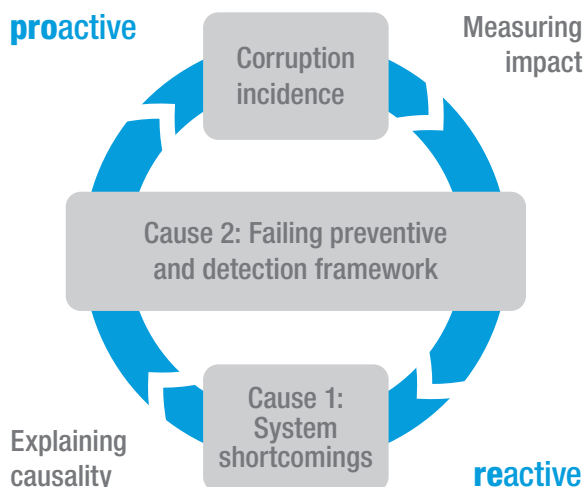 proactive
Measuring
impact
Corruption
incidence
Cause 2: Failing preventive
and detection framework
Cause 1:
System
shortcomings
Explaining
causality
reactive